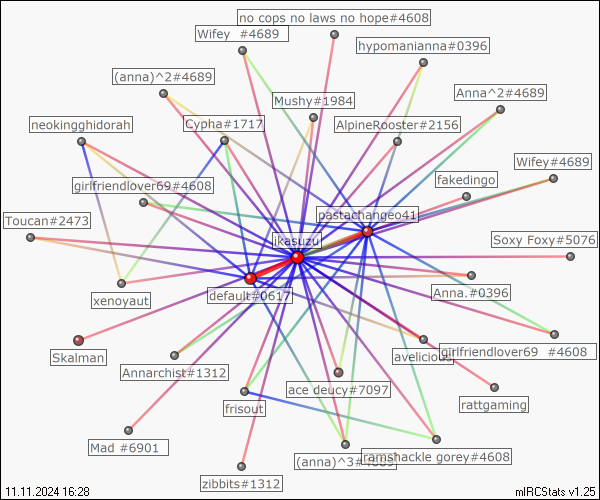 no cops no laws no hope#4608
Wifey #4689
hypomanianna#0396
(anna)^2#4689
Anna^2#4689
Mushy#1984
neokingghidorah
Cypha#1717
AlpineRooster#2156
Wifey#4689
fakedingo
girlfriendlover69#4608
pastachangeo41
Toucan#2473
ikasuzu
Soxy Foxy#5076
default#0617
Anna.#0396
xenoyaut
Skalman
avelicious
girlfriendlover69 #4608
Annarchist#1312
ace deucy#7097
rattgaming
frisout
Mad #6901
ramshackle gorey#4608
(anna)^3#4689
zibbits#1312
11.11.2024 16:28
mIRCStats v1.25